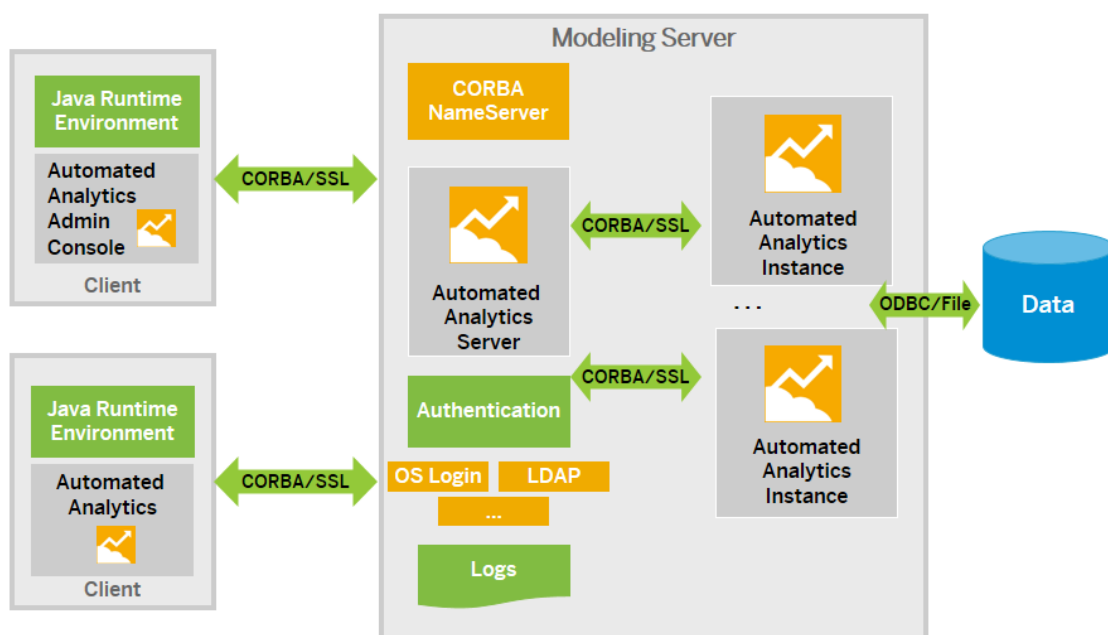 Modeling Server
Java Runtime
Environment
Automated
Analytics
Admin
Console
Client
CORBA/SSL
Java Runtime
Environment
Automated
Analytics
Client
CORBA/SSL
CORBA
NameServer
Automated
Analytics
Server
Authentication
OS Login
LDAP
...
Logs
CORBA/SSL
CORBA/SSL
Automated
Analytics
Instance
...
Automated
Analytics
Instance
ODBC/File
Data